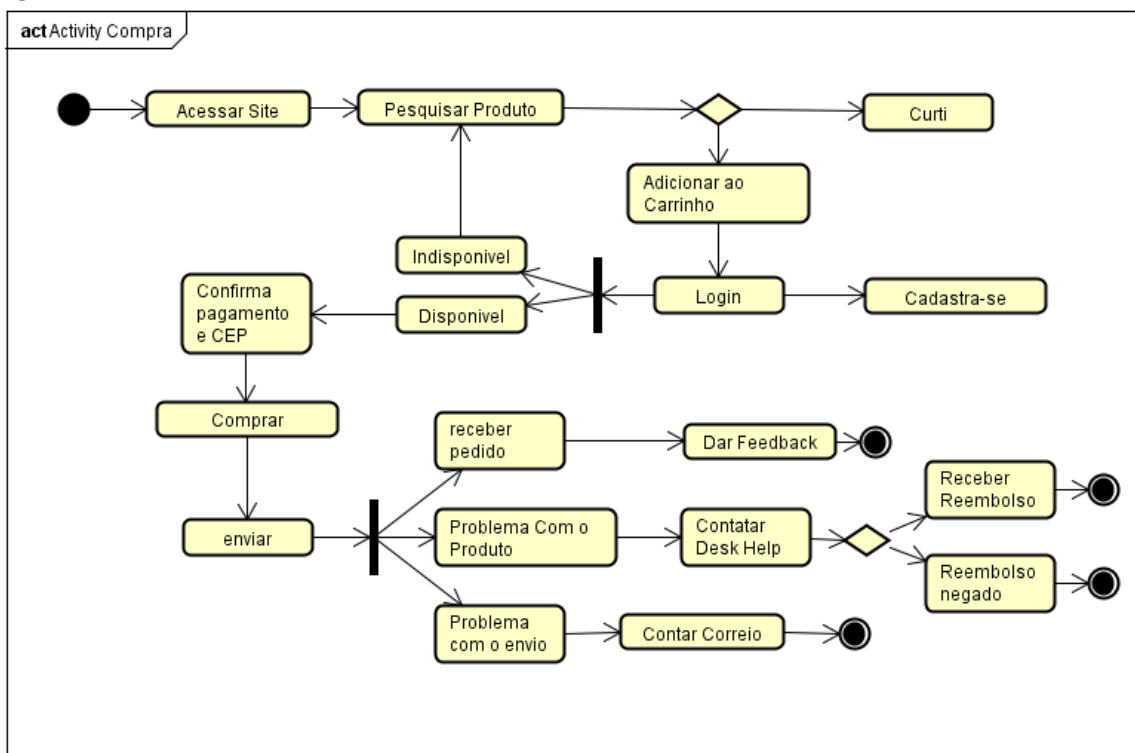 act Activity Compra
Acessar Site
Pesquisar Produto
Curti
Adicionar ao
Carrinho
Indisponivel
Login
Cadastra-se
Disponivel
Confirma
pagamento
e CEP
Comprar
receber
pedido
Dar Feedback
Receber
Reembolso
enviar
Problema Com o
Produto
Contatar
Desk Help
Reembolso
negado
Problema
com o envio
Contar Correio